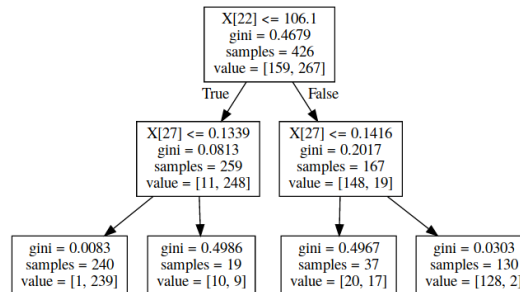 X[22] <= 106.1
gini = 0.4679
samples = 426
value = [159, 267]
True
False
X[27] <= 0.1339
gini = 0.0813
samples = 259
value = [11, 248]
X[27] <= 0.1416
gini = 0.2017
samples = 167
value = [148, 19]
gini = 0.0083
samples = 240
value = [1, 239]
gini = 0.4986
samples = 19
value = [10, 9]
gini = 0.4967
samples = 37
value = [20, 17]
gini = 0.0303
samples = 130
value = [128, 2]